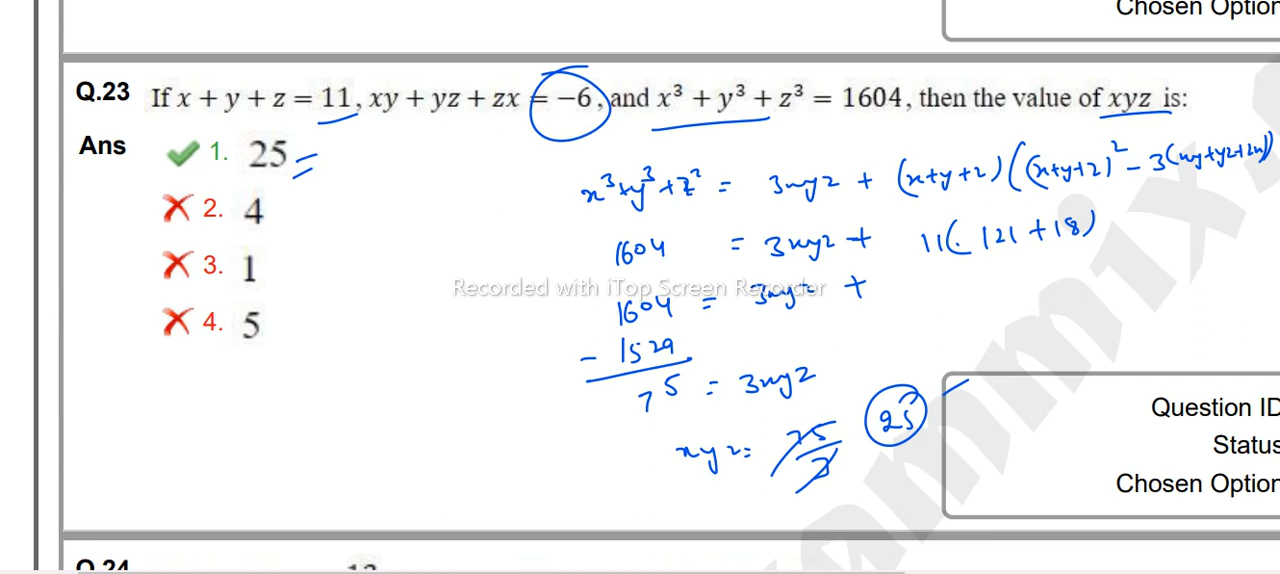 Chosen Option
Q.23 If x + y + z = 11, xy + yz + zx = −6, and x³ + y³ + z³ = 1604, then the value of xyz is:
Ans 1. 25
2. 4
3. 1
4. 5
x³+y³+z³ = 3xyz + (x+y+z)((x+y+z)² − 3(xy+yz+zx))
1604 = 3xyz + 11( 121 + 18)
Recorded with iTop Screen Recorder
1604 = 3xyz +
− 1529
75 = 3xyz
xyz = 75/3 25
Question ID
Status
Chosen Option
Q.24